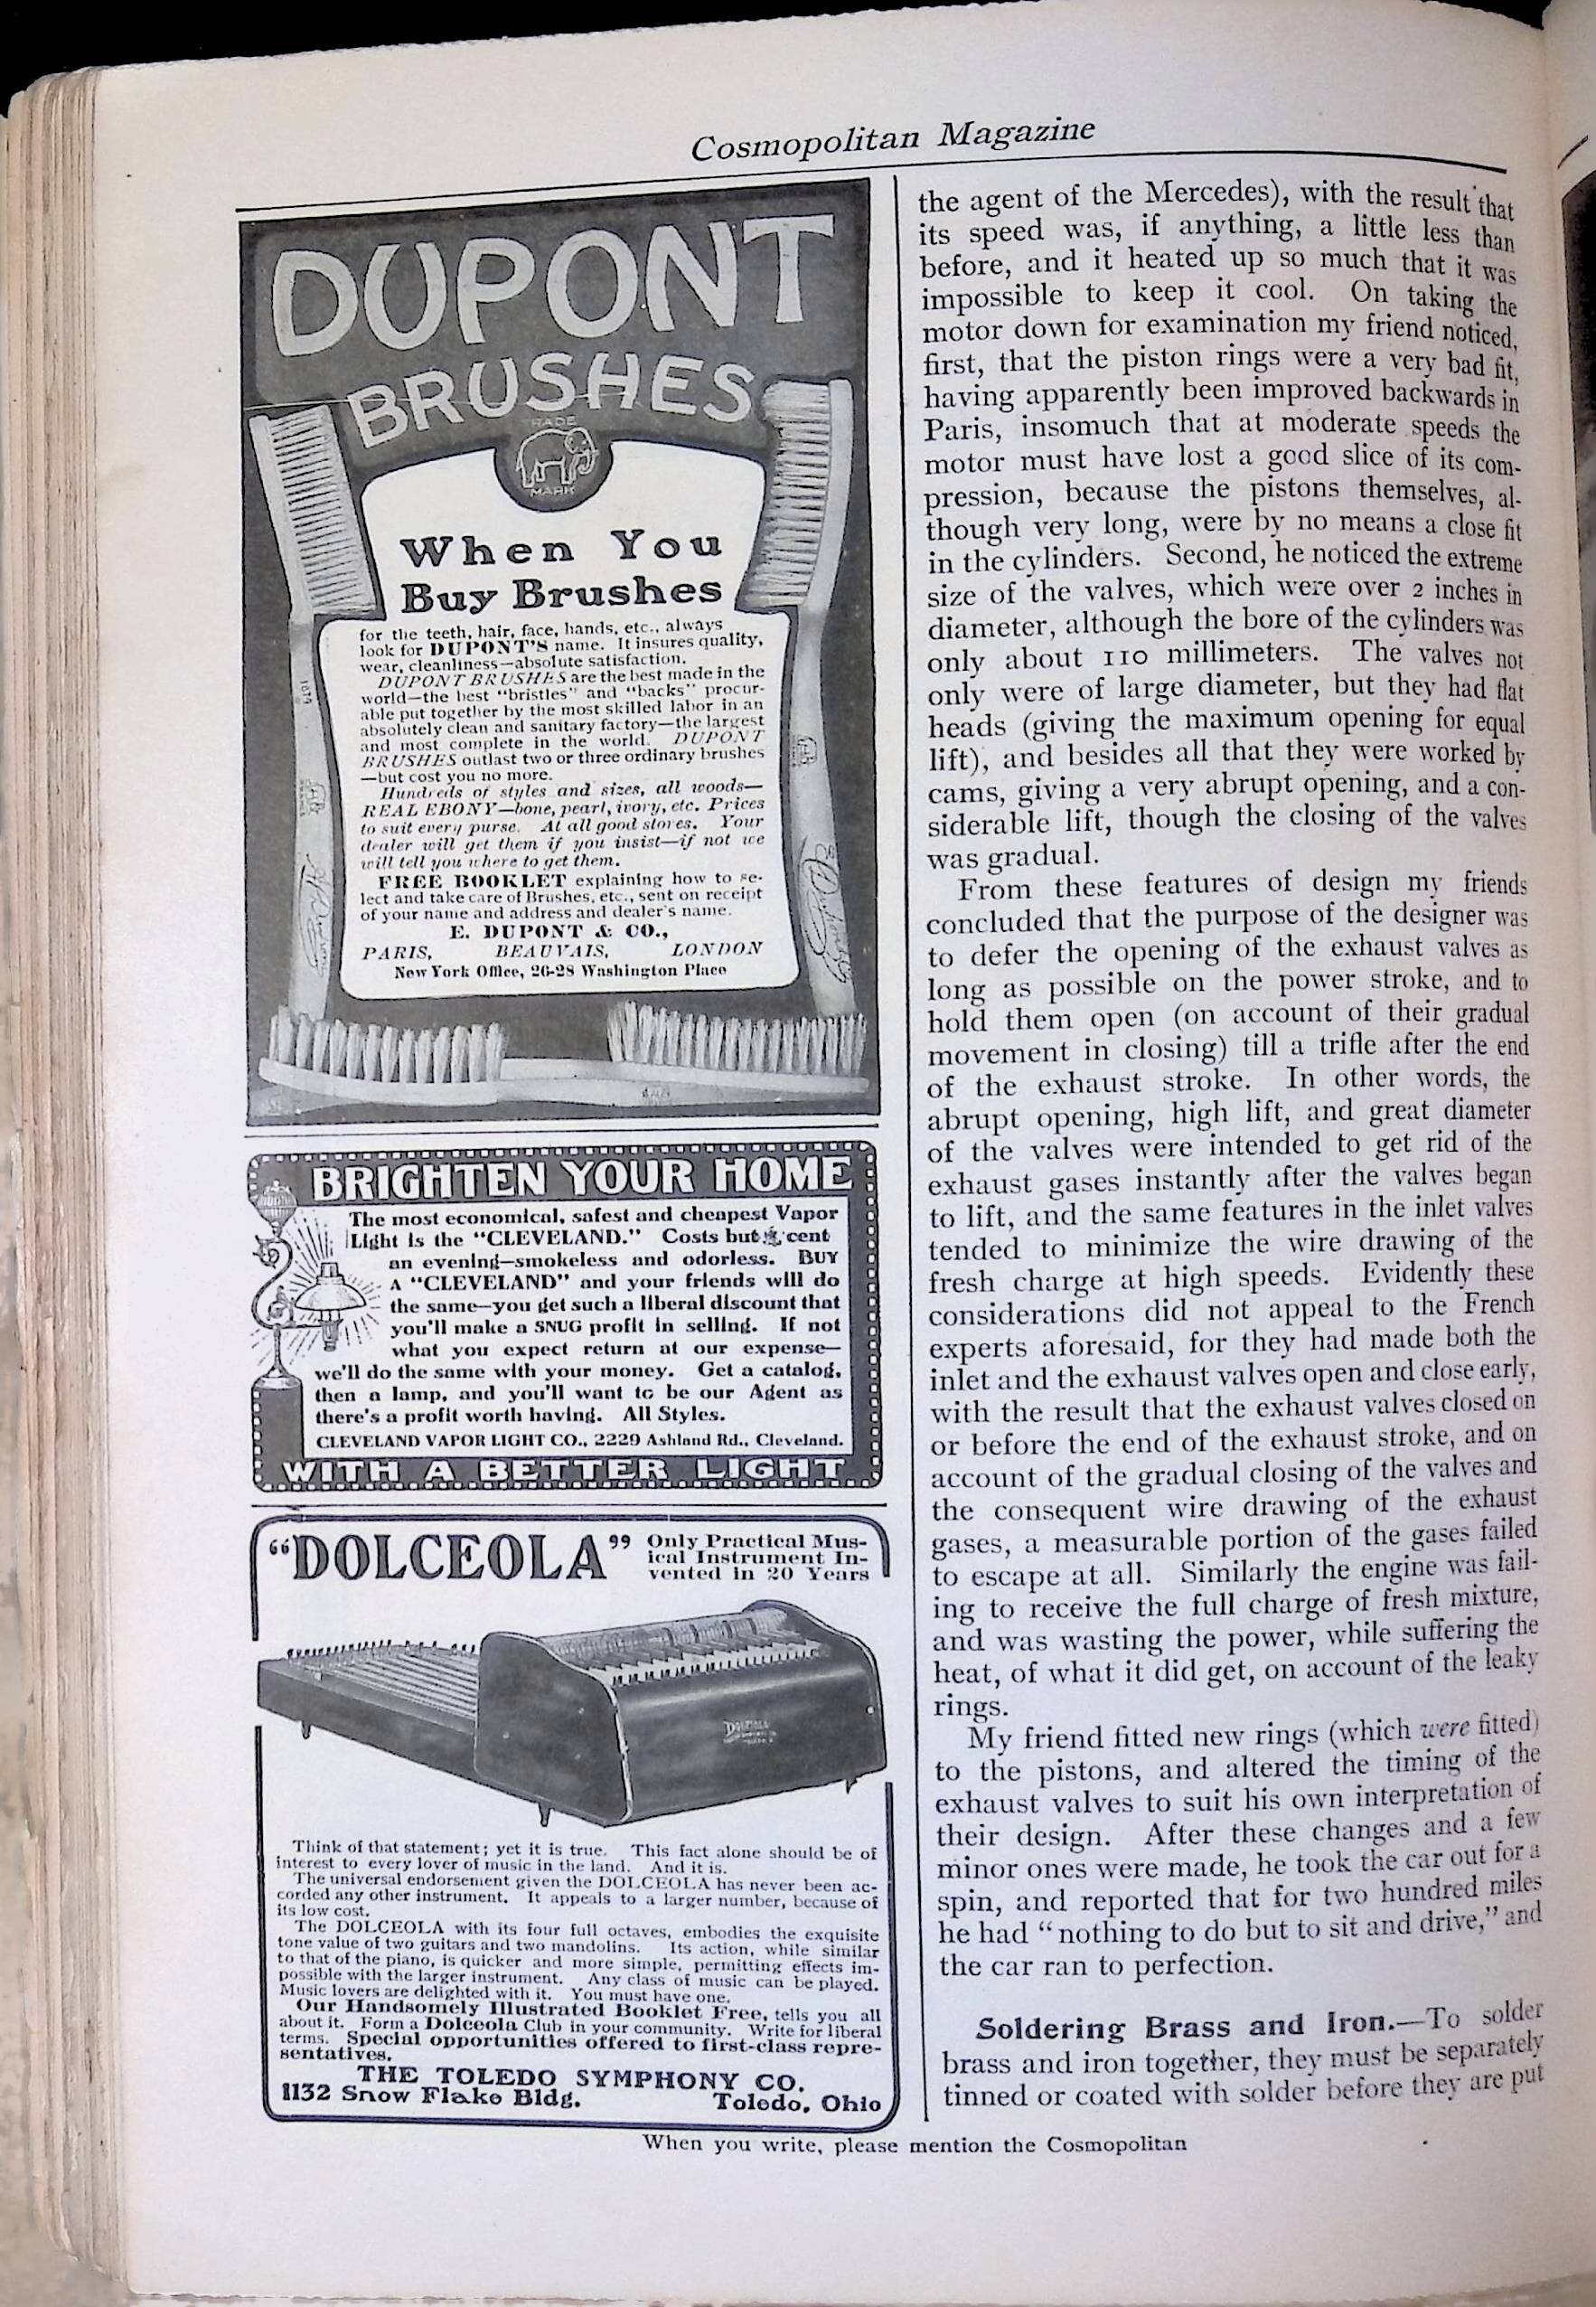 Cosmopolitan Magazine
DUPONT
BRUSHES
TRADE
MARK
When You
Buy Brushes
for the teeth, hair, face, hands, etc., always
look for DUPONT'S name. It insures quality,
wear, cleanliness—absolute satisfaction.
DUPONT BRUSHES are the best made in the
world—the best "bristles" and "backs" procur-
able put together by the most skilled labor in an
absolutely clean and sanitary factory—the largest
and most complete in the world. DUPONT
BRUSHES outlast two or three ordinary brushes
—but cost you no more.
Hundreds of styles and sizes, all woods—
REAL EBONY—bone, pearl, ivory, etc. Prices
to suit every purse. At all good stores. Your
dealer will get them if you insist—if not we
will tell you where to get them.
FREE BOOKLET explaining how to se-
lect and take care of Brushes, etc., sent on receipt
of your name and address and dealer's name.
E. DUPONT & CO.,
PARIS, BEAUVAIS, LONDON
New York Office, 26-28 Washington Place
BRIGHTEN YOUR HOME
The most economical, safest and cheapest Vapor
Light is the "CLEVELAND." Costs but cent
an evening—smokeless and odorless. BUY
A "CLEVELAND" and your friends will do
the same—you get such a liberal discount that
you'll make a SNUG profit in selling. If not
what you expect return at our expense—
we'll do the same with your money. Get a catalog,
then a lamp, and you'll want to be our Agent as
there's a profit worth having. All Styles.
CLEVELAND VAPOR LIGHT CO., 2229 Ashland Rd., Cleveland.
WITH A BETTER LIGHT
"DOLCEOLA"
Only Practical Mus-
ical Instrument In-
vented in 20 Years
DOLCEOLA
Think of that statement; yet it is true. This fact alone should be of
interest to every lover of music in the land. And it is.
The universal endorsement given the DOLCEOLA has never been ac-
corded any other instrument. It appeals to a larger number, because of
its low cost.
The DOLCEOLA with its four full octaves, embodies the exquisite
tone value of two guitars and two mandolins. Its action, while similar
to that of the piano, is quicker and more simple, permitting effects im-
possible with the larger instrument. Any class of music can be played.
Music lovers are delighted with it. You must have one.
Our Handsomely Illustrated Booklet Free, tells you all
about it. Form a Dolceola Club in your community. Write for liberal
terms. Special opportunities offered to first-class repre-
sentatives.
THE TOLEDO SYMPHONY CO.
1132 Snow Flake Bldg. Toledo, Ohio
the agent of the Mercedes), with the result that
its speed was, if anything, a little less than
before, and it heated up so much that it was
impossible to keep it cool. On taking the
motor down for examination my friend noticed,
first, that the piston rings were a very bad fit,
having apparently been improved backwards in
Paris, insomuch that at moderate speeds the
motor must have lost a good slice of its com-
pression, because the pistons themselves, al-
though very long, were by no means a close fit
in the cylinders. Second, he noticed the extreme
size of the valves, which were over 2 inches in
diameter, although the bore of the cylinders was
only about 110 millimeters. The valves not
only were of large diameter, but they had flat
heads (giving the maximum opening for equal
lift), and besides all that they were worked by
cams, giving a very abrupt opening, and a con-
siderable lift, though the closing of the valves
was gradual.
From these features of design my friends
concluded that the purpose of the designer was
to defer the opening of the exhaust valves as
long as possible on the power stroke, and to
hold them open (on account of their gradual
movement in closing) till a trifle after the end
of the exhaust stroke. In other words, the
abrupt opening, high lift, and great diameter
of the valves were intended to get rid of the
exhaust gases instantly after the valves began
to lift, and the same features in the inlet valves
tended to minimize the wire drawing of the
fresh charge at high speeds. Evidently these
considerations did not appeal to the French
experts aforesaid, for they had made both the
inlet and the exhaust valves open and close early,
with the result that the exhaust valves closed on
or before the end of the exhaust stroke, and on
account of the gradual closing of the valves and
the consequent wire drawing of the exhaust
gases, a measurable portion of the gases failed
to escape at all. Similarly the engine was fail-
ing to receive the full charge of fresh mixture,
and was wasting the power, while suffering the
heat, of what it did get, on account of the leaky
rings.
My friend fitted new rings (which were fitted)
to the pistons, and altered the timing of the
exhaust valves to suit his own interpretation of
their design. After these changes and a few
minor ones were made, he took the car out for a
spin, and reported that for two hundred miles
he had "nothing to do but to sit and drive," and
the car ran to perfection.
Soldering Brass and Iron.—To solder
brass and iron together, they must be separately
tinned or coated with solder before they are put
When you write, please mention the Cosmopolitan